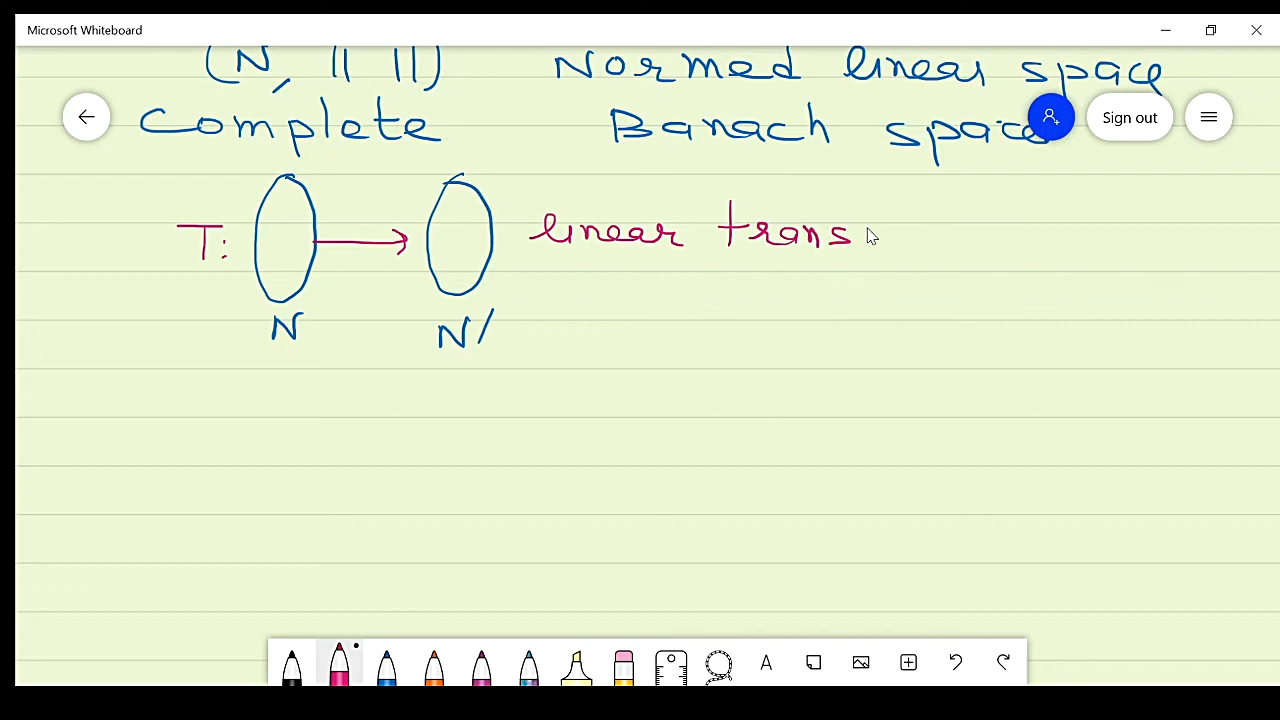 Microsoft Whiteboard
(N, || ||) Normed linear space
Sign out
Complete Banach space
T: linear trans
N N'
A